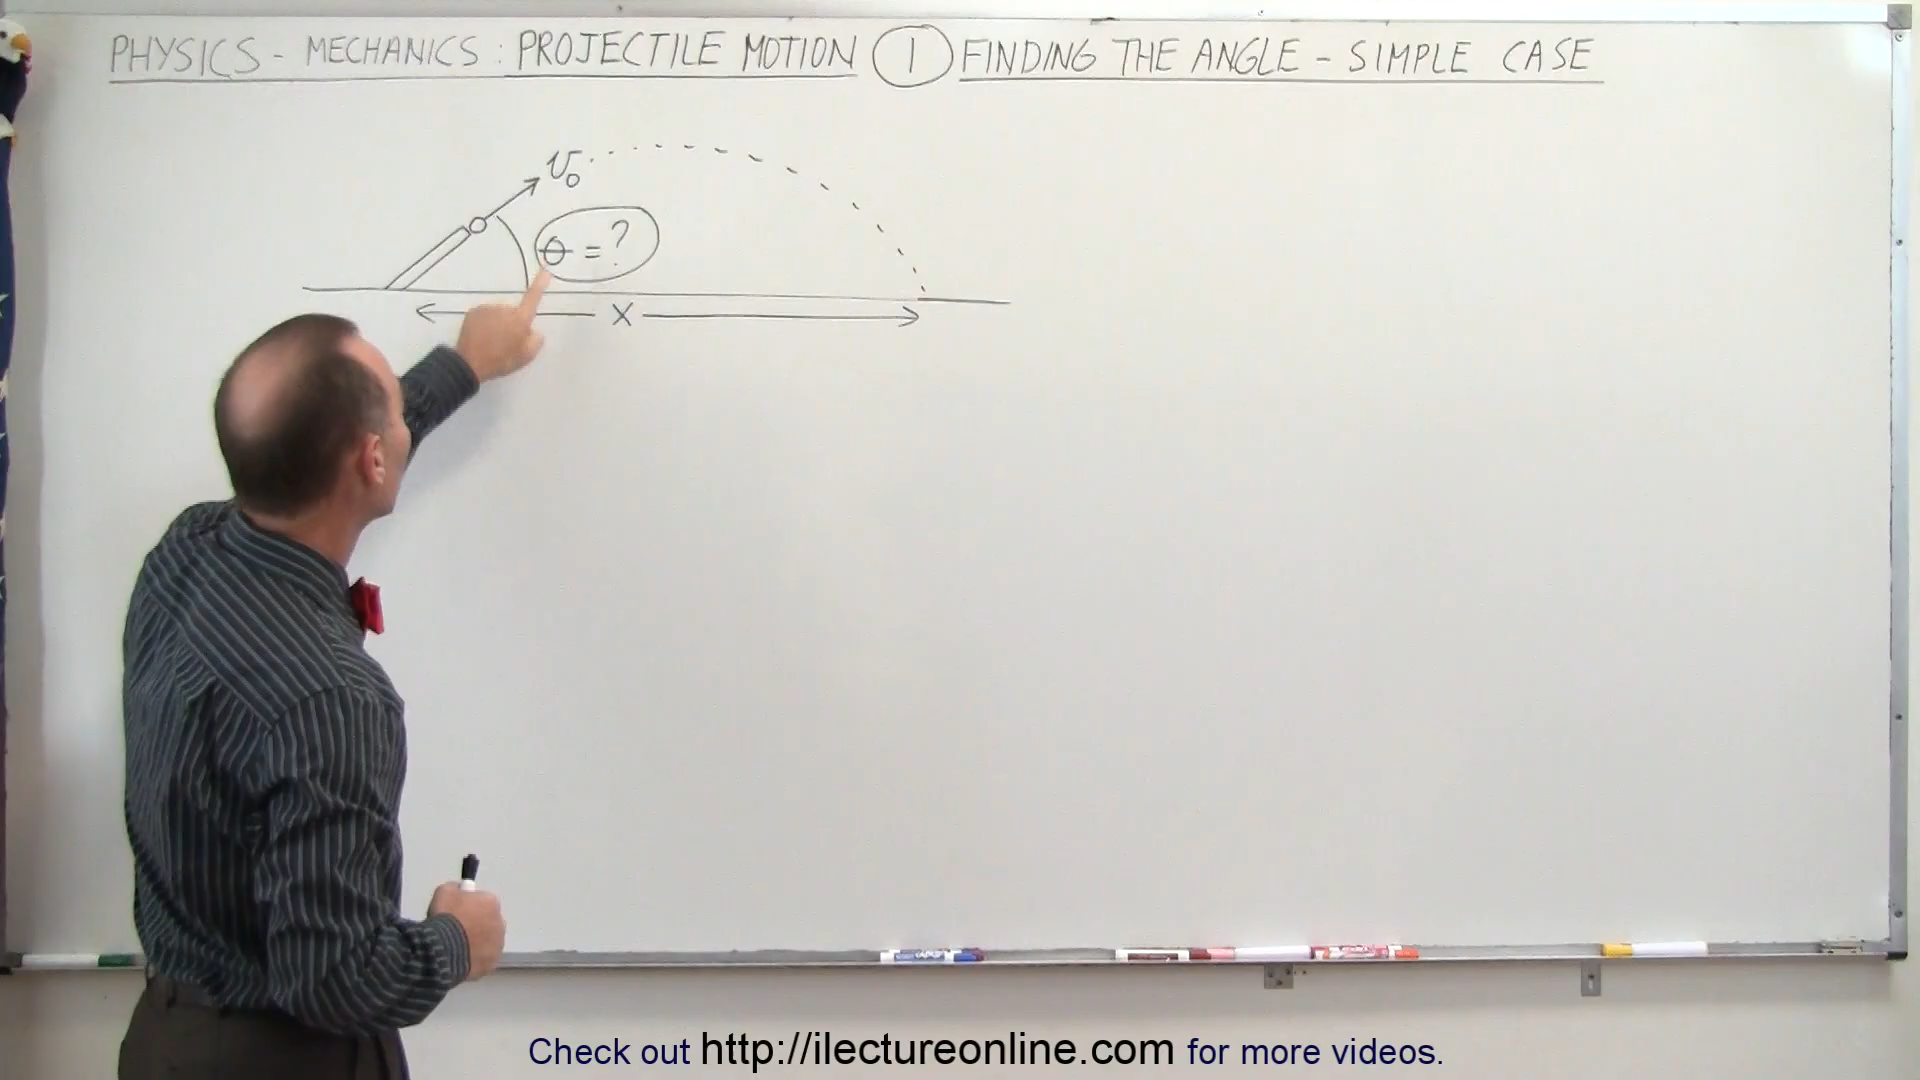 PHYSICS - MECHANICS: PROJECTILE MOTION 1 FINDING THE ANGLE - SIMPLE CASE
v₀
θ = ?
X
Check out http://ilectureonline.com for more videos.